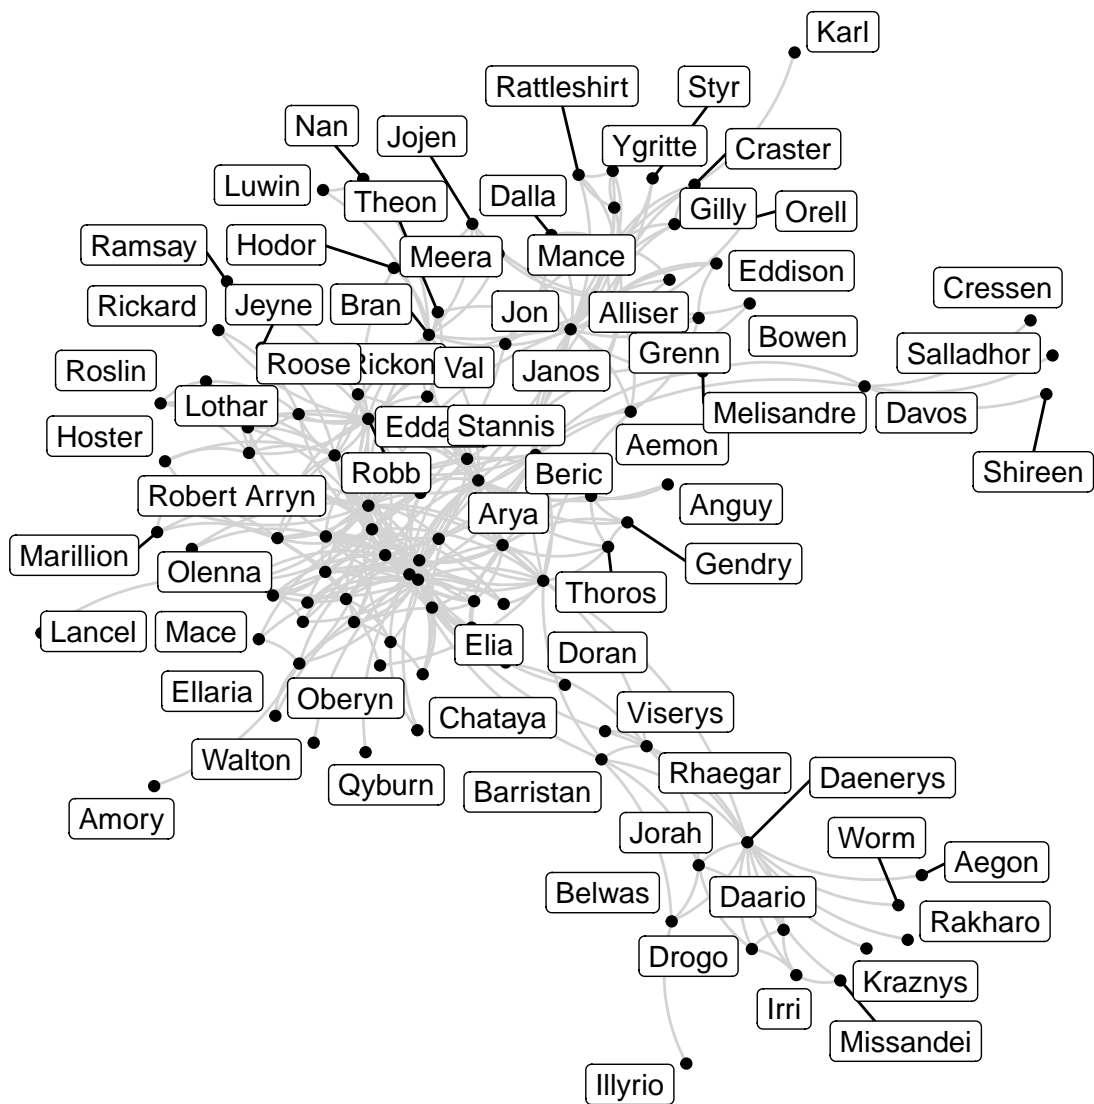 Karl
Rattleshirt
Styr
Nan
Jojen
Ygritte
Craster
Luwin
Theon
Dalla
Gilly
Orell
Ramsay
Hodor
Meera
Mance
Eddison
Rickard
Jeyne
Bran
Jon
Alliser
Cressen
Bowen
Roslin
Roose
Rickon
Val
Janos
Grenn
Salladhor
Lothar
Hoster
Edda
Stannis
Melisandre
Davos
Aemon
Robb
Beric
Shireen
Robert Arryn
Arya
Anguy
Marillion
Olenna
Gendry
Thoros
Lancel
Mace
Elia
Doran
Ellaria
Oberyn
Chataya
Viserys
Walton
Qyburn
Barristan
Rhaegar
Daenerys
Amory
Jorah
Worm
Aegon
Belwas
Daario
Rakharo
Drogo
Kraznys
Irri
Missandei
Illyrio